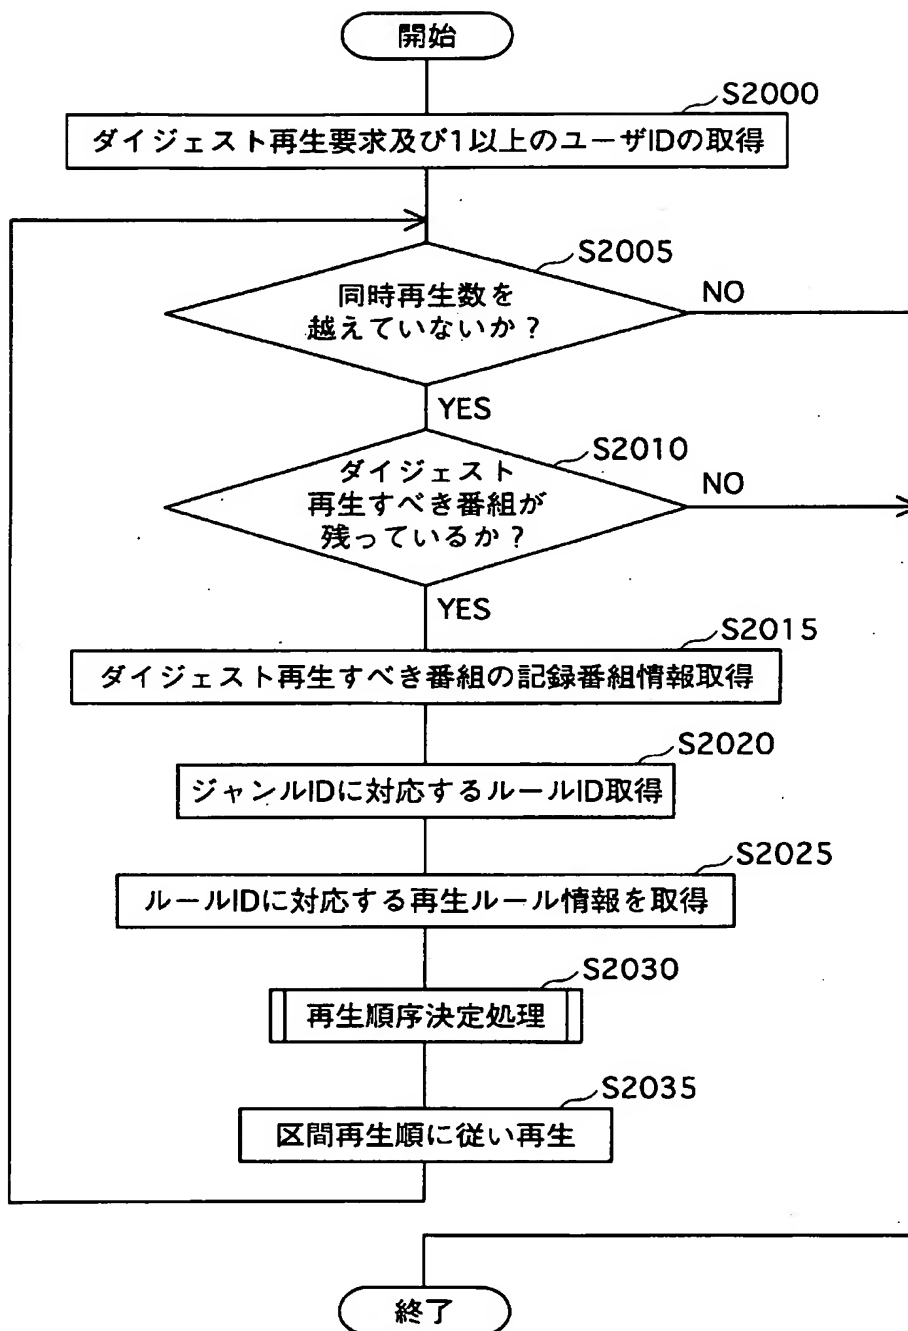 開始
S2000
ダイジェスト再生要求及び1以上のユーザIDの取得
S2005
同時再生数を
越えていないか？
NO
YES
S2010
ダイジェスト
再生すべき番組が
残っているか？
NO
YES
S2015
ダイジェスト再生すべき番組の記録番組情報取得
S2020
ジャンルIDに対応するルールID取得
S2025
ルールIDに対応する再生ルール情報を取得
S2030
再生順序決定処理
S2035
区間再生順に従い再生
終了